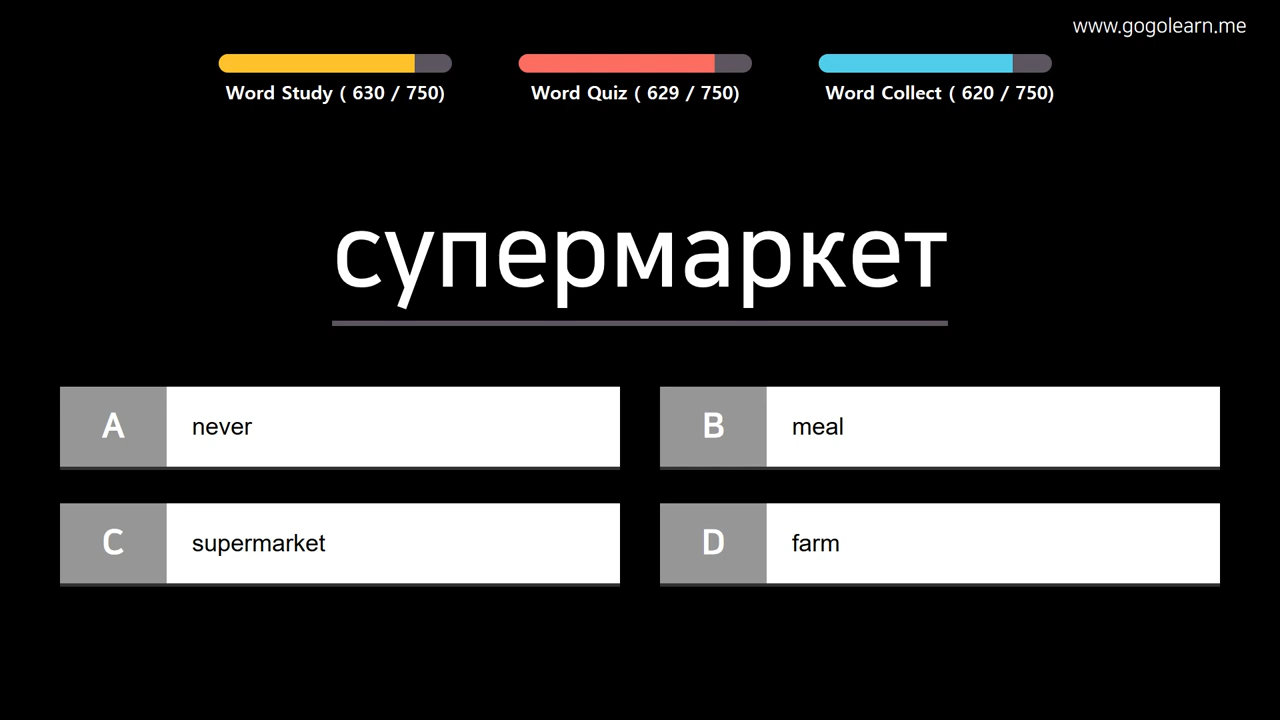 www.gogolearn.me
Word Study ( 630 / 750)
Word Quiz ( 629 / 750)
Word Collect ( 620 / 750)
супермаркет
A never
B meal
C supermarket
D farm